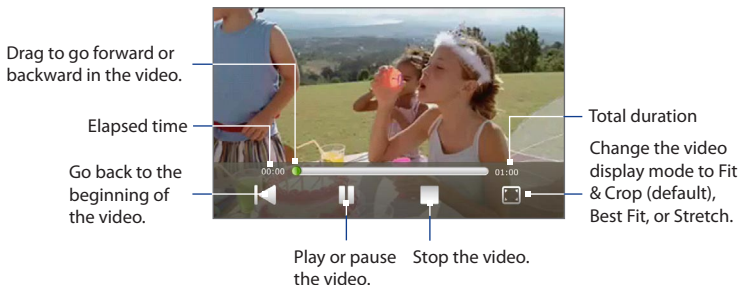 Drag to go forward or
backward in the video.
Elapsed time
Go back to the
beginning of
the video.
00:00
01:00
Total duration
Change the video
display mode to Fit
& Crop (default),
Best Fit, or Stretch.
Play or pause
the video.
Stop the video.